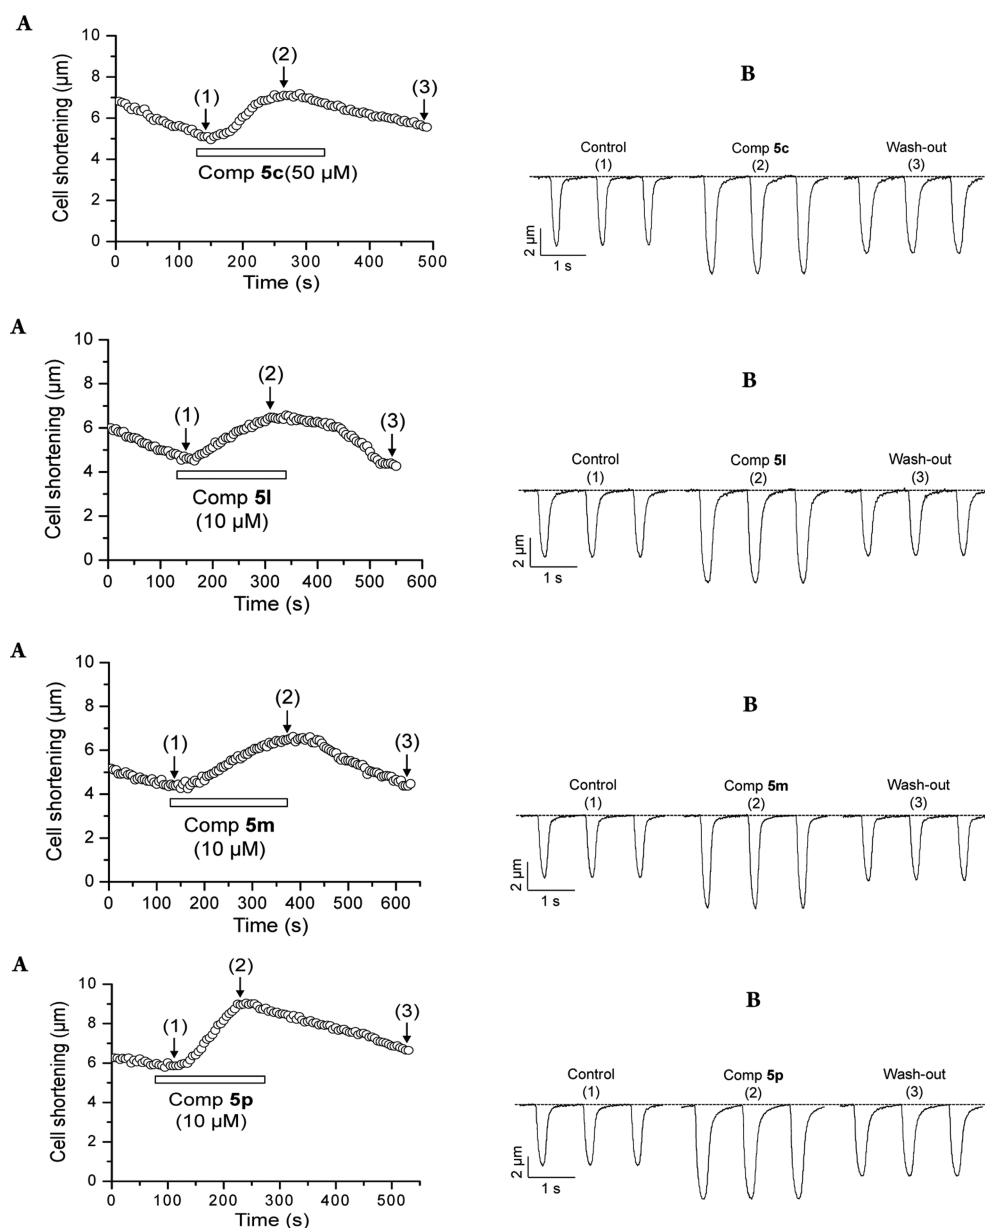 A
B
10
8
6
4
2
0
Cell shortening (µm)
(1)
(2)
(3)
Comp 5c(50 µM)
0 100 200 300 400 500
Time (s)
Control Comp 5c Wash-out
(1) (2) (3)
2 µm
1 s
A
B
10
8
6
4
2
0
Cell shortening (µm)
(1)
(2)
(3)
Comp 5l
(10 µM)
0 100 200 300 400 500 600
Time (s)
Control Comp 5l Wash-out
(1) (2) (3)
2 µm
1 s
A
B
10
8
6
4
2
0
Cell shortening (µm)
(1)
(2)
(3)
Comp 5m
(10 µM)
0 100 200 300 400 500 600
Time (s)
Control Comp 5m Wash-out
(1) (2) (3)
2 µm
1 s
A
B
10
8
6
4
2
0
Cell shortening (µm)
(1)
(2)
(3)
Comp 5p
(10 µM)
0 100 200 300 400 500
Time (s)
Control Comp 5p Wash-out
(1) (2) (3)
2 µm
1 s